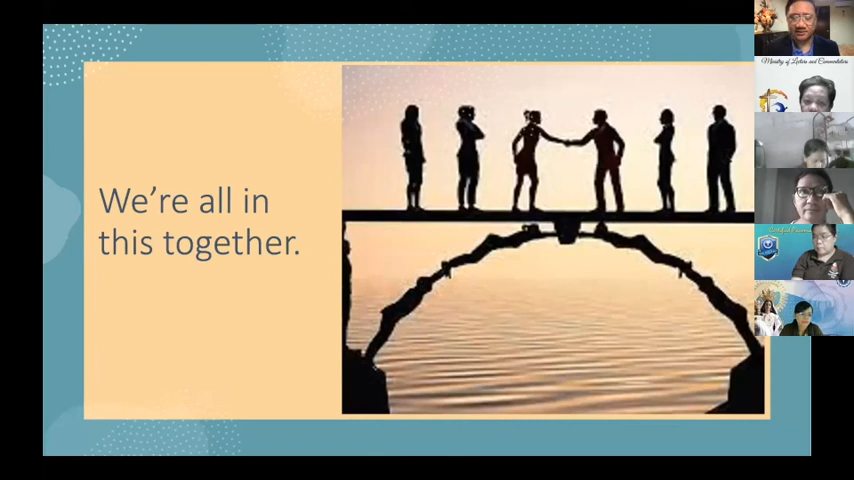 We’re all in
this together.
Ministry of Lectors and Commentators